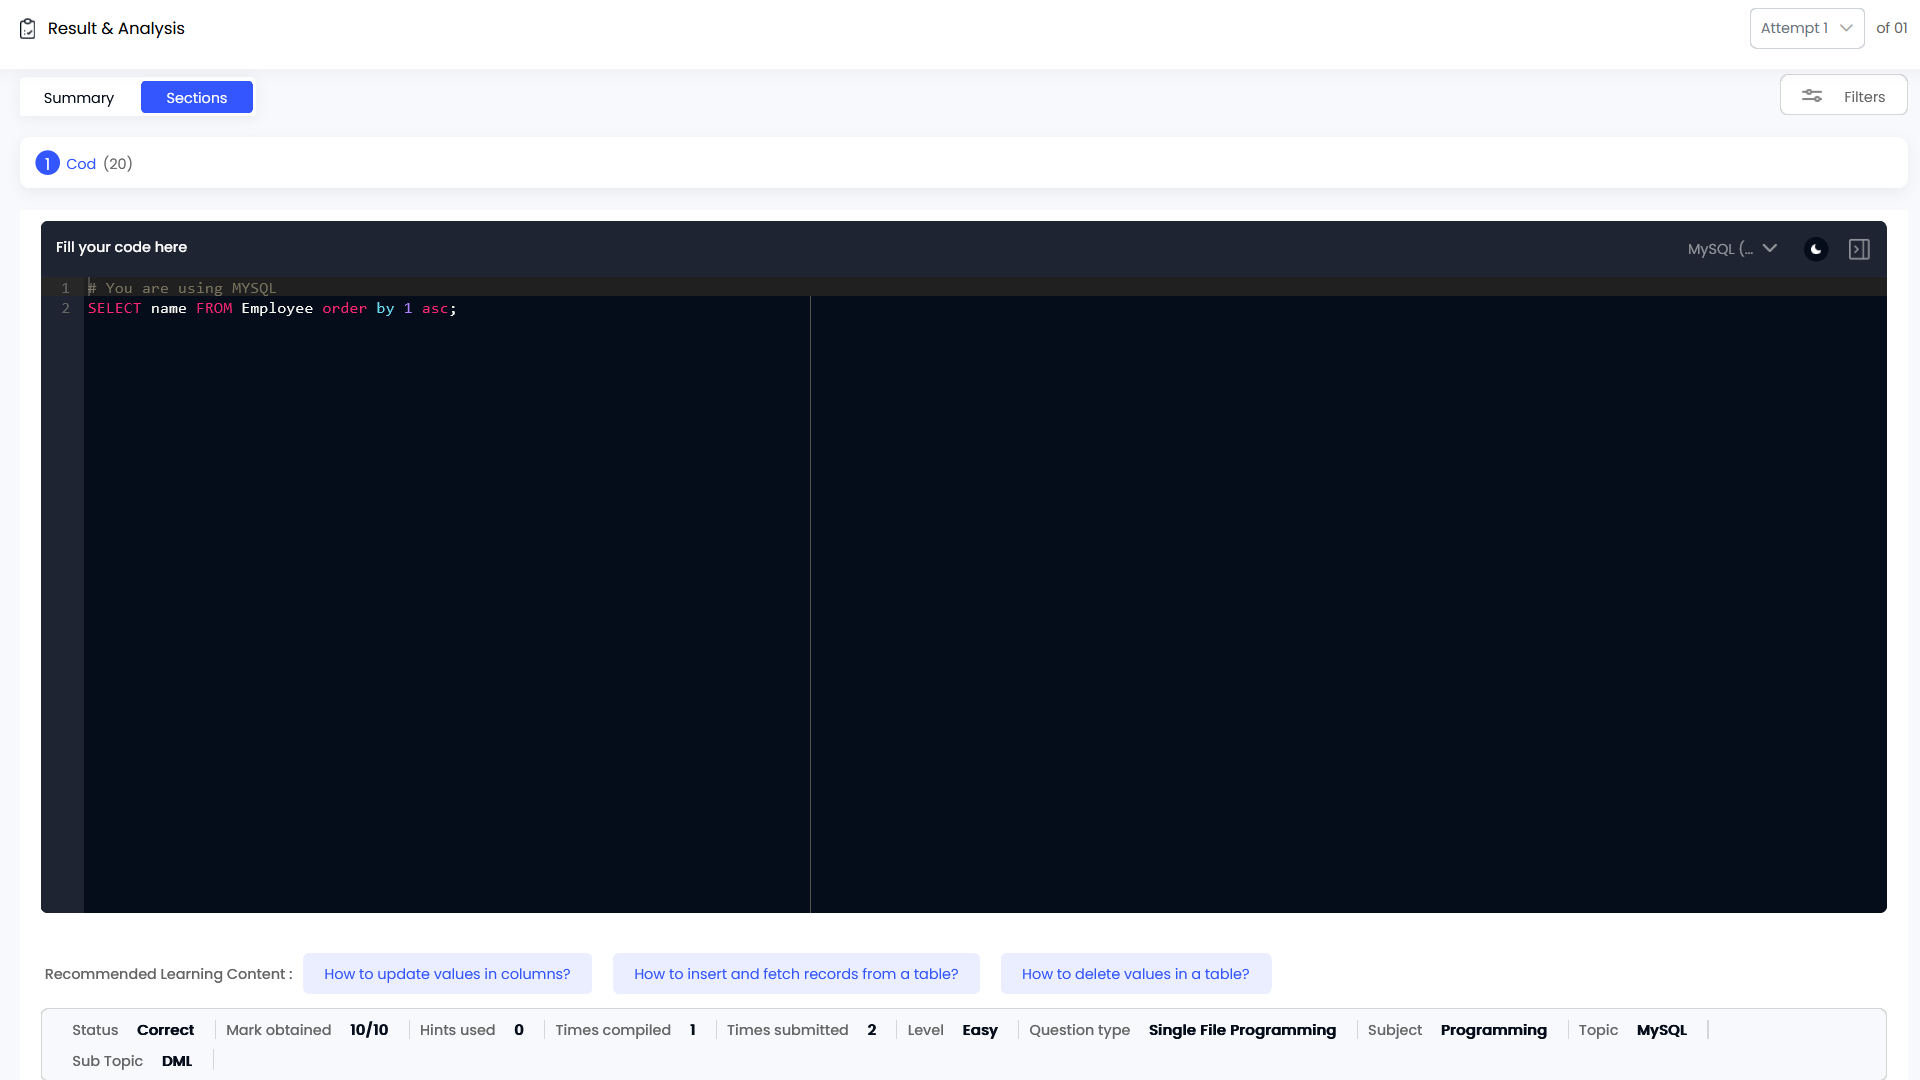 Result & Analysis
Attempt 1 of 01
Summary Sections Filters
1 Cod (20)
Fill your code here MySQL (...
1 # You are using MYSQL
2 SELECT name FROM Employee order by 1 asc;
Recommended Learning Content : How to update values in columns? How to insert and fetch records from a table? How to delete values in a table?
Status Correct Mark obtained 10/10 Hints used 0 Times compiled 1 Times submitted 2 Level Easy Question type Single File Programming Subject Programming Topic MySQL
Sub Topic DML